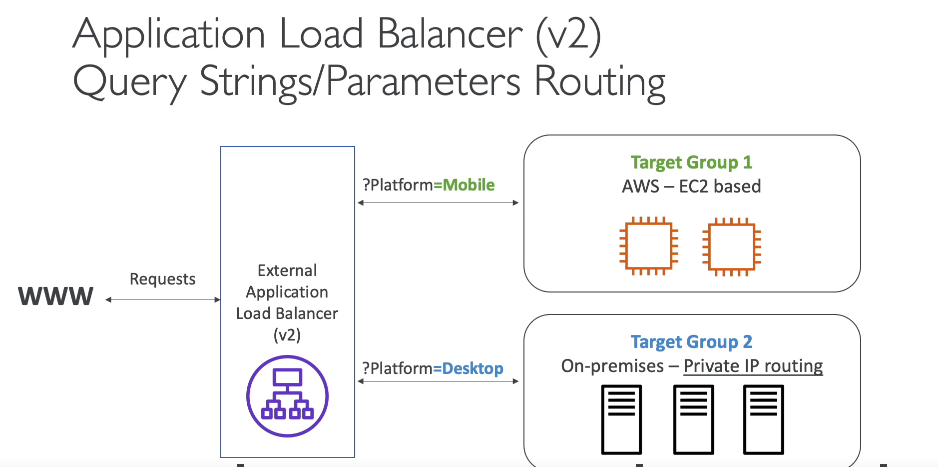 Application Load Balancer (v2)
Query Strings/Parameters Routing
WWW
Requests
External
Application
Load Balancer
(v2)
?Platform=Mobile
Target Group 1
AWS – EC2 based
?Platform=Desktop
Target Group 2
On-premises – Private IP routing